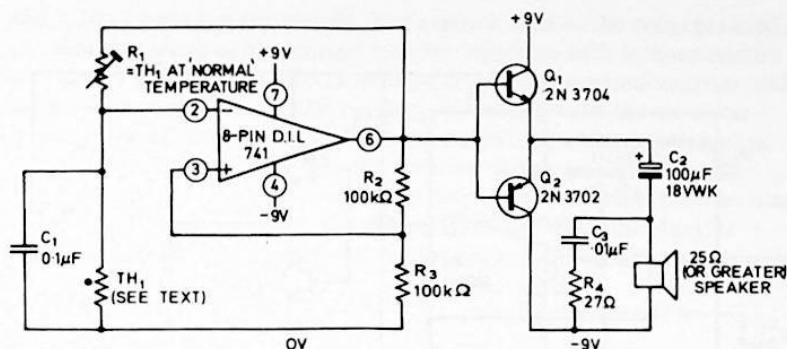 +9V
R1
=TH1 AT 'NORMAL'
TEMPERATURE
+9V
7
2
-
8-PIN D.I.L
741
6
3
+
4
-9V
Q1
2N 3704
Q2
2N 3702
R2
100kΩ
R3
100kΩ
C1
0·1µF
TH1
(SEE TEXT)
0V
+
C2
100µF
18VWK
C3
·01µF
R4
27Ω
25Ω
(OR GREATER)
SPEAKER
-9V